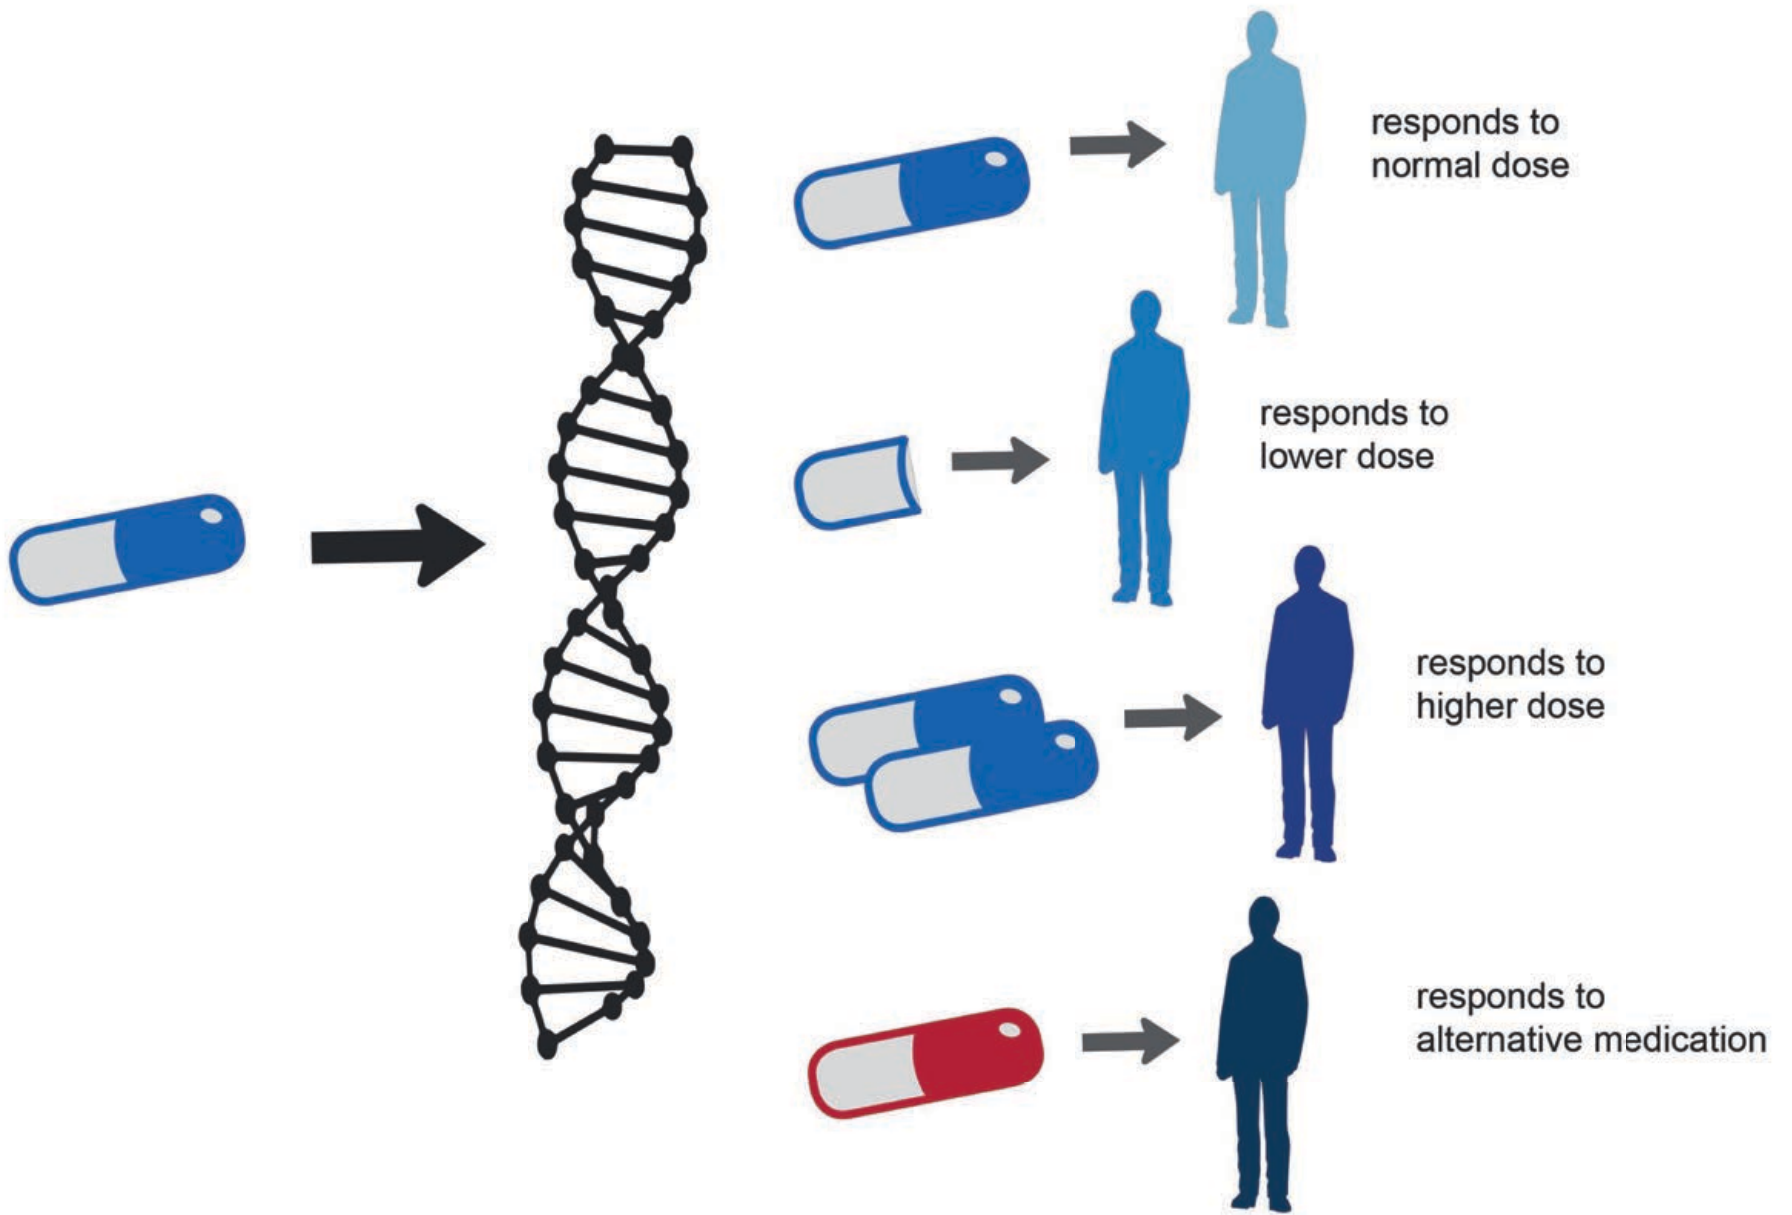 responds to
normal dose
responds to
lower dose
responds to
higher dose
responds to
alternative medication